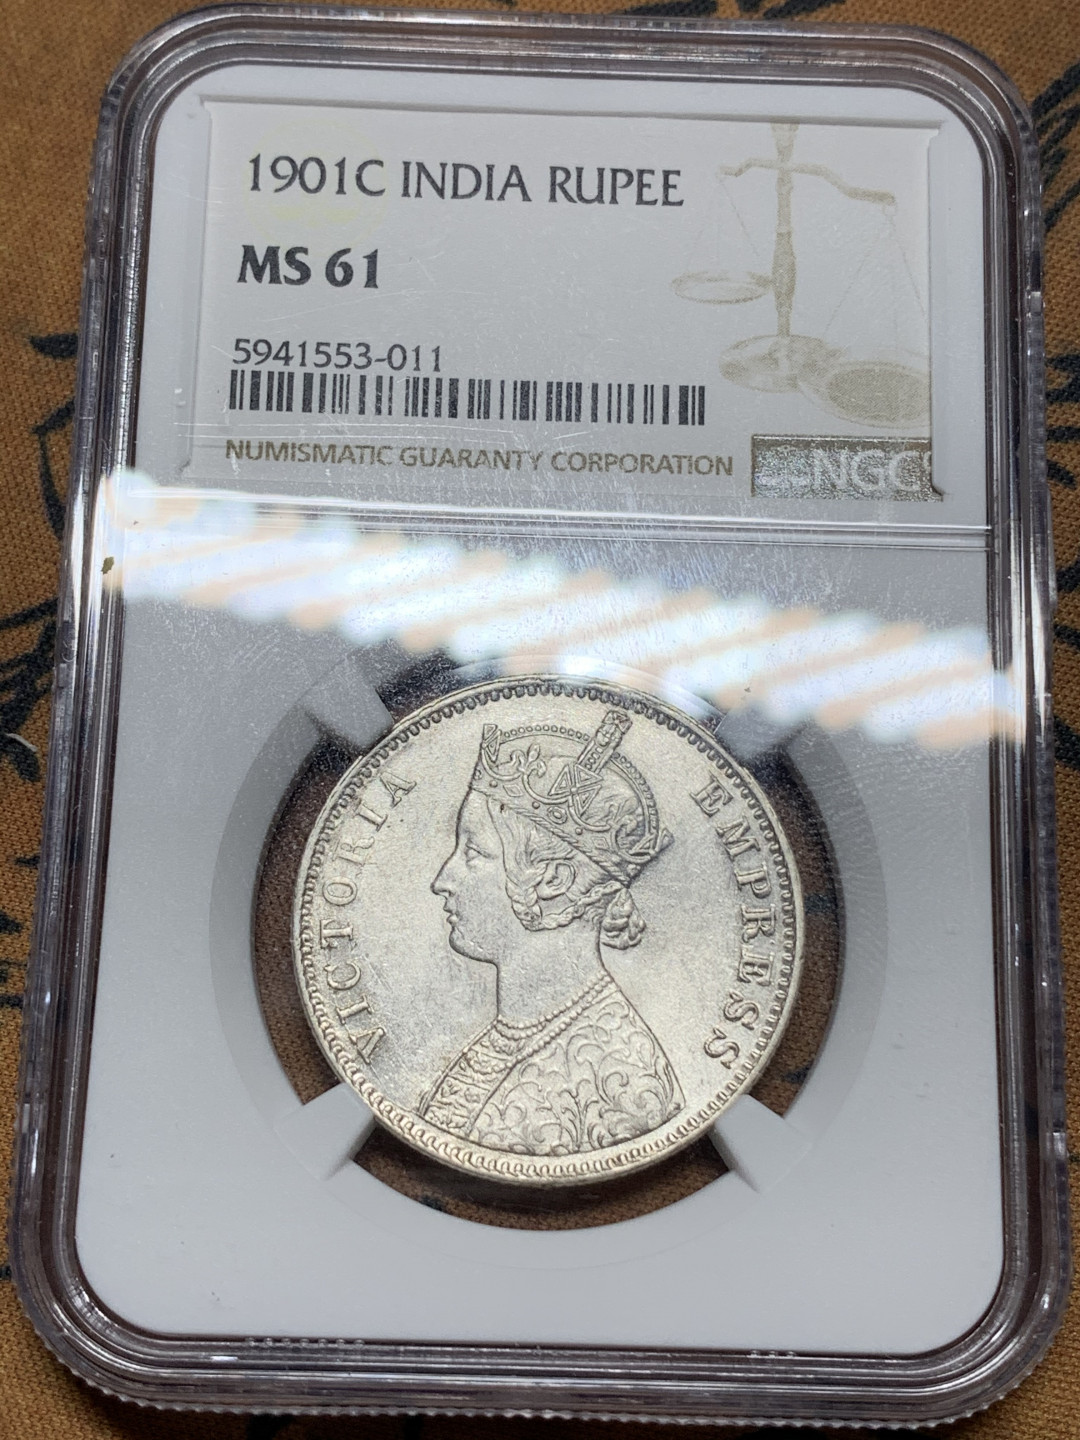 1901C INDIA RUPEE
MS 61
5941553-011
NUMISMATIC GUARANTY CORPORATION
NGC
VICTORIA EMPRESS